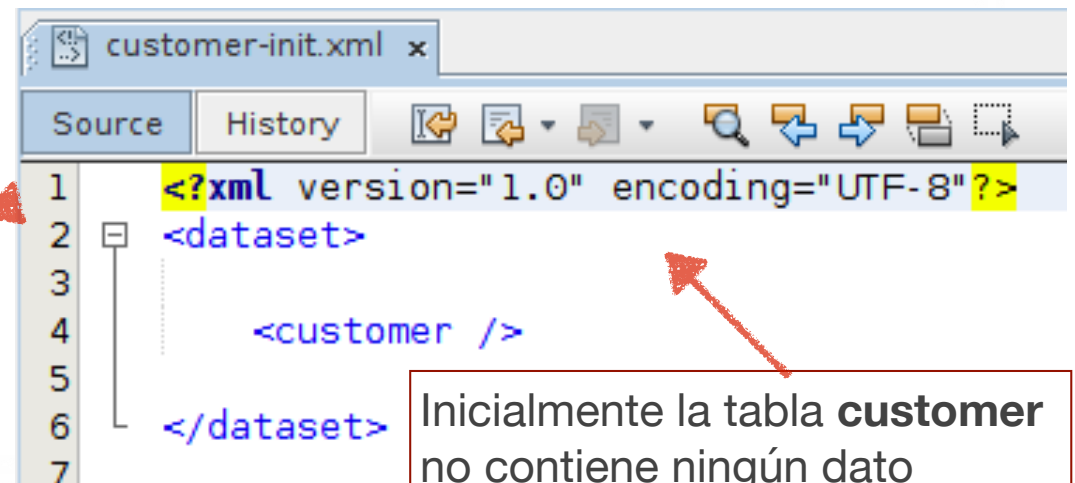 customer-init.xml x
Source History
1 <?xml version="1.0" encoding="UTF-8"?>
2 <dataset>
3
4 <customer />
5
6 </dataset>
7
Inicialmente la tabla customer
no contiene ningún dato